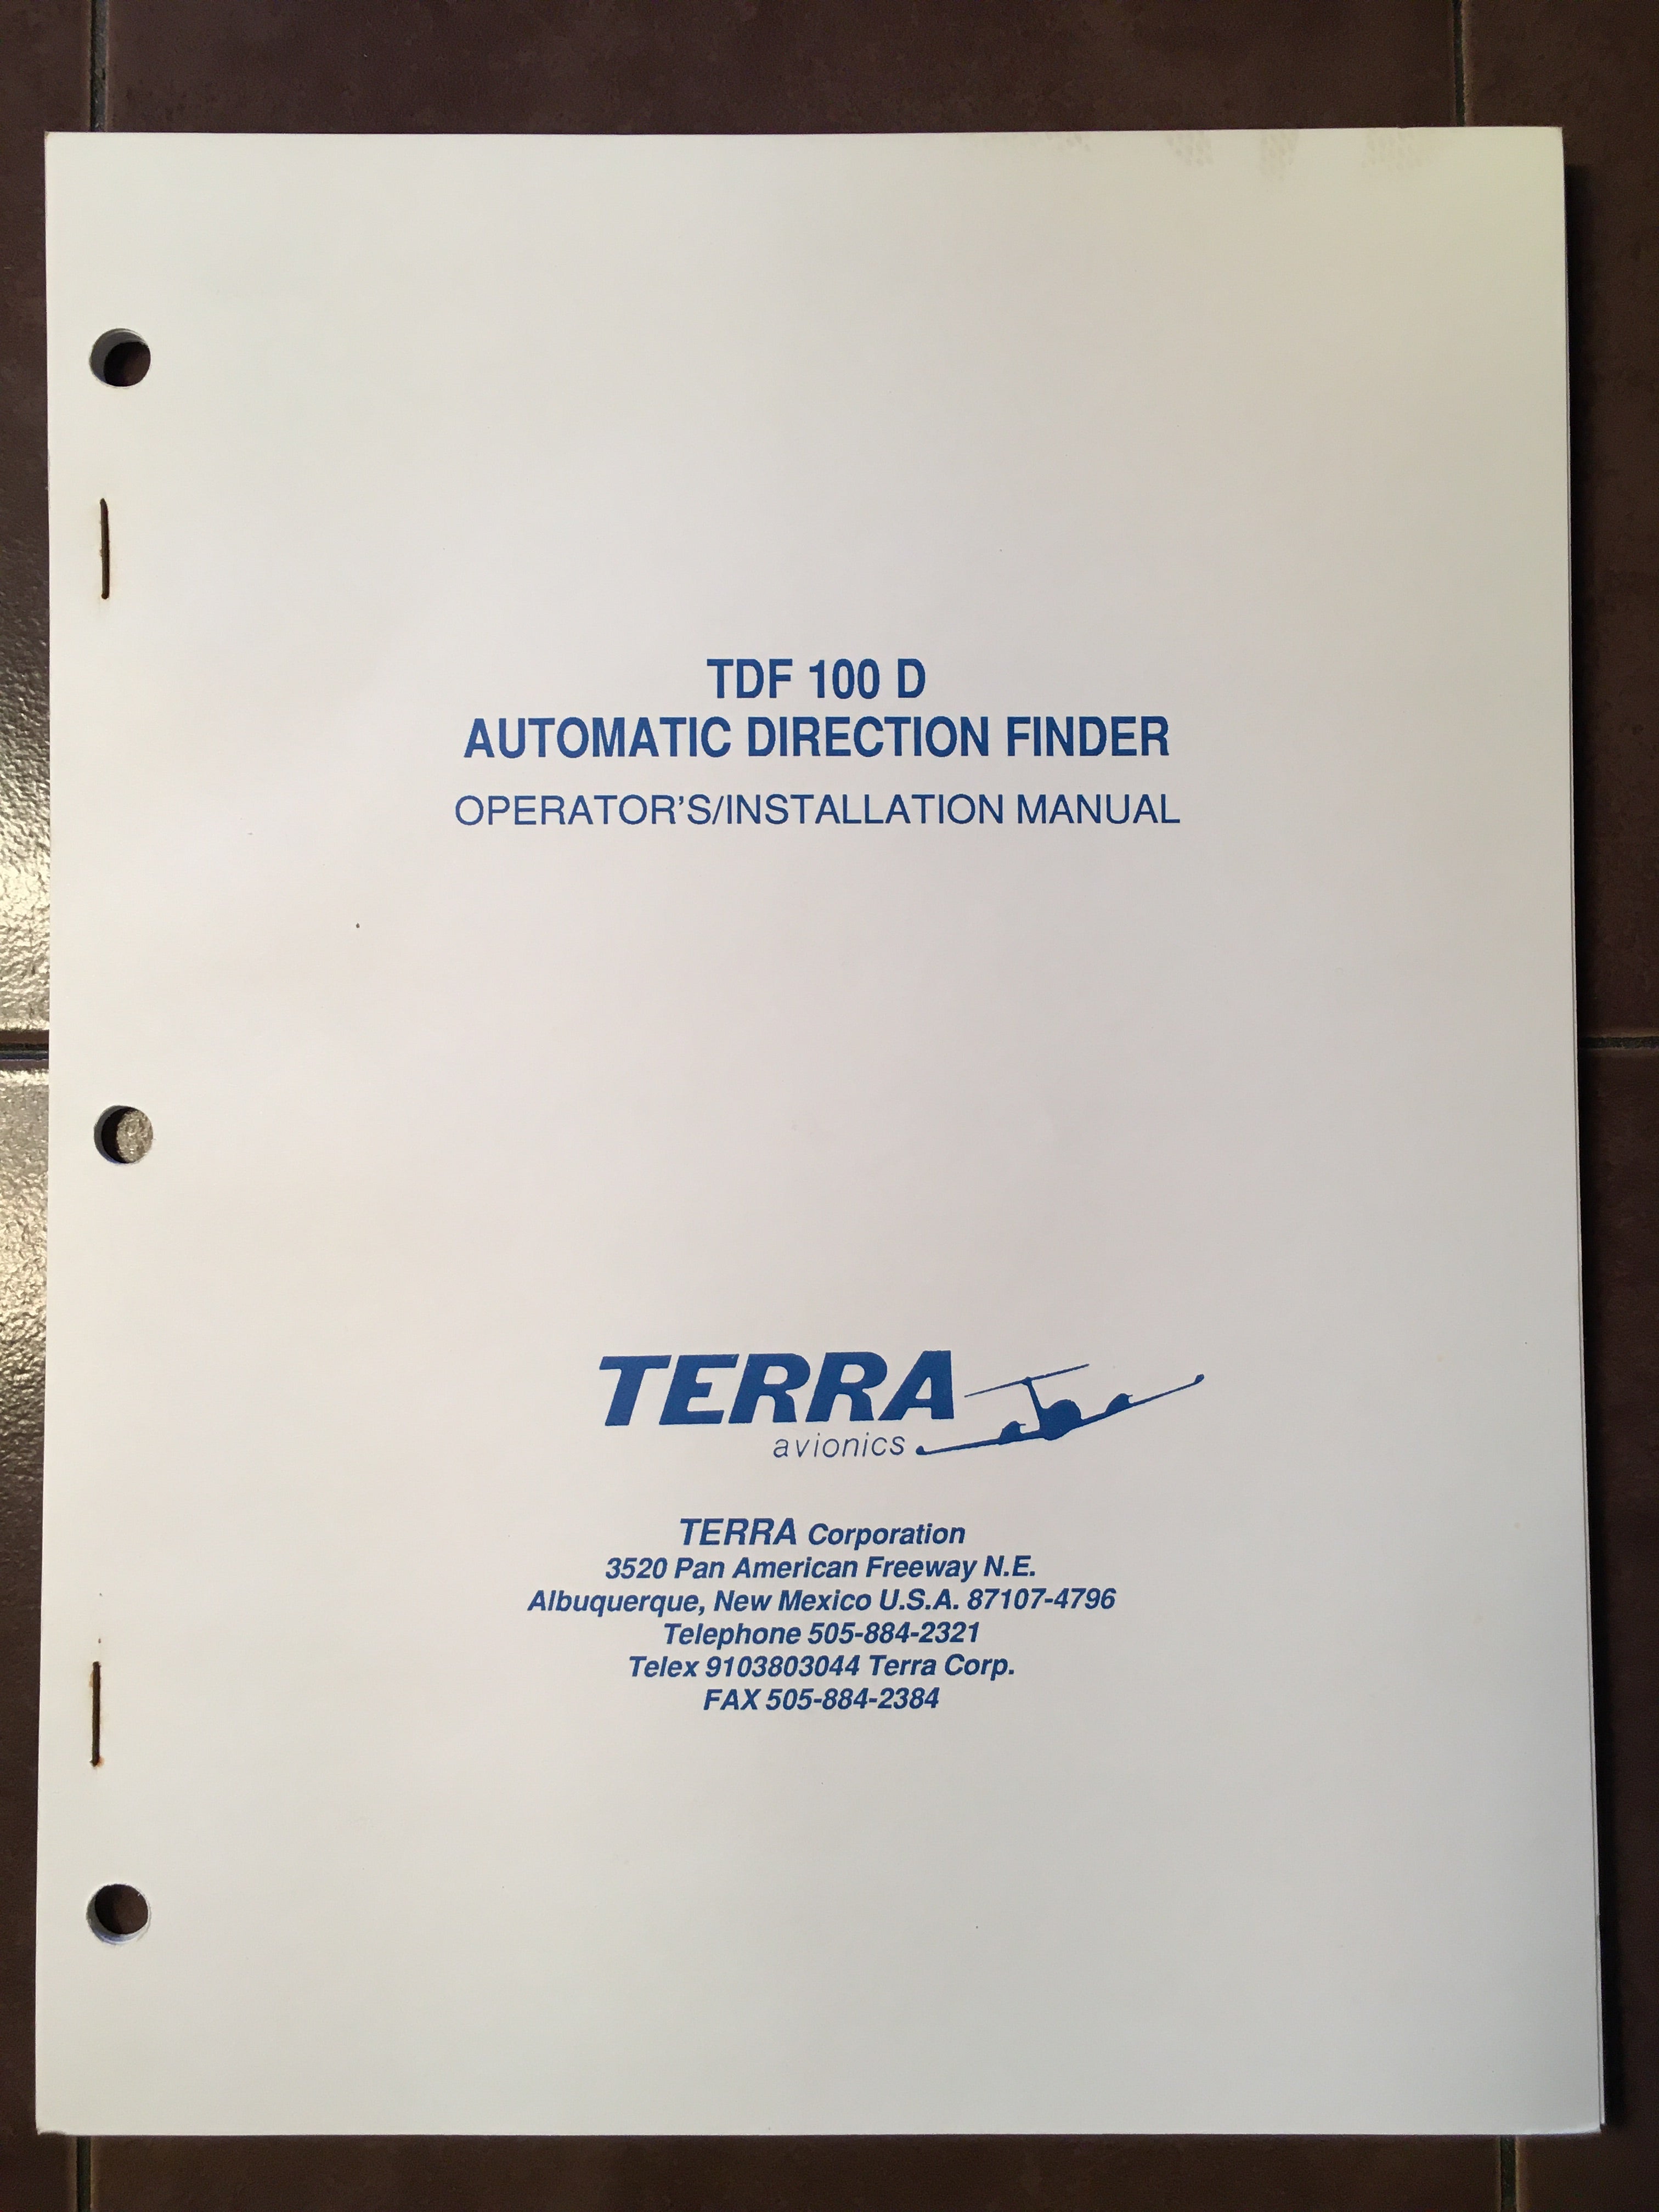 TDF 100 D
AUTOMATIC DIRECTION FINDER
OPERATOR'S/INSTALLATION MANUAL
TERRA
avionics
TERRA Corporation
3520 Pan American Freeway N.E.
Albuquerque, New Mexico U.S.A. 87107-4796
Telephone 505-884-2321
Telex 9103803044 Terra Corp.
FAX 505-884-2384